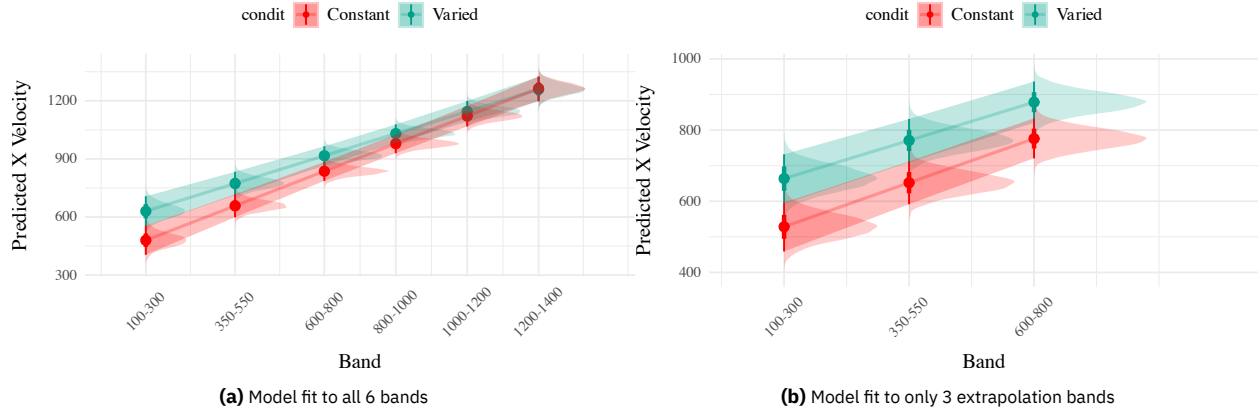 condit Constant Varied
Predicted X Velocity
1200
900
600
300
100-300
350-550
600-800
800-1000
1000-1200
1200-1400
Band
(a) Model fit to all 6 bands
condit Constant Varied
Predicted X Velocity
1000
800
600
400
100-300
350-550
600-800
Band
(b) Model fit to only 3 extrapolation bands